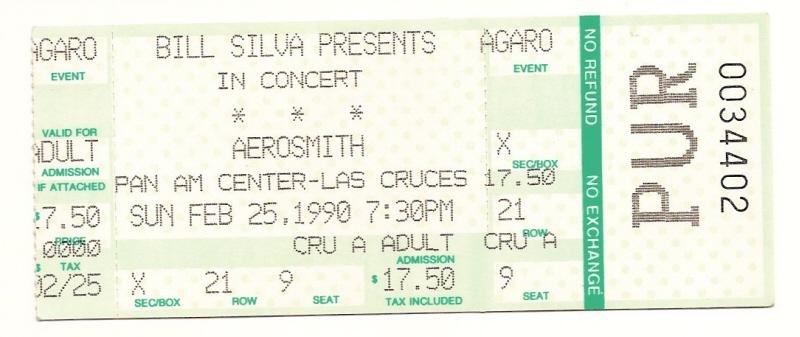 AGARO
EVENT
VALID FOR
ADULT
ADMISSION
IF ATTACHED
$17.50
PRICE
0000
TAX
02/25
BILL SILVA PRESENTS
IN CONCERT
* * *
AEROSMITH
PAN AM CENTER-LAS CRUCES
SUN FEB 25,1990 7:30PM
CRU A ADULT
ADMISSION
X 21 9 $17.50
SEC/BOX ROW SEAT TAX INCLUDED
AGARO
EVENT
X
SEC/BOX
17.50
21
ROW
CRU A
9
SEAT
NO REFUND NO EXCHANGE
PUR
0034402